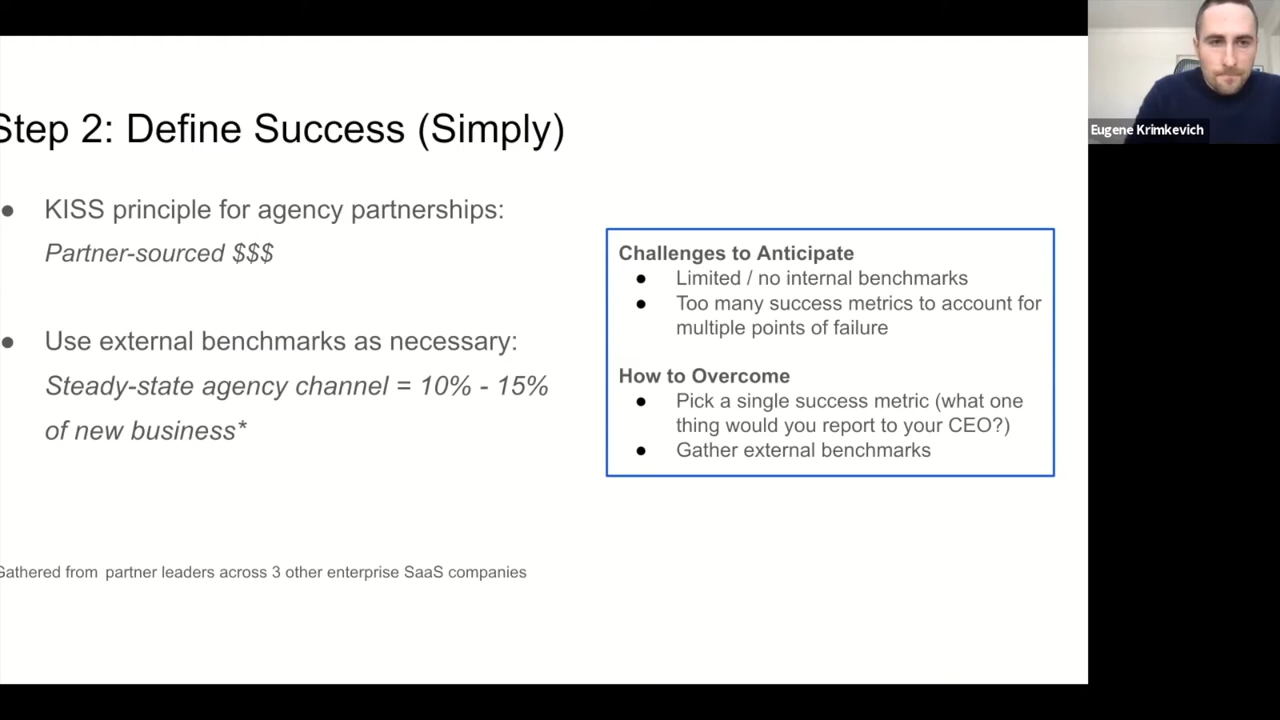 Step 2: Define Success (Simply)
● KISS principle for agency partnerships:
Partner-sourced $$$
● Use external benchmarks as necessary:
Steady-state agency channel = 10% - 15%
of new business*
Challenges to Anticipate
● Limited / no internal benchmarks
● Too many success metrics to account for
multiple points of failure
How to Overcome
● Pick a single success metric (what one
thing would you report to your CEO?)
● Gather external benchmarks
Gathered from partner leaders across 3 other enterprise SaaS companies
Eugene Krimkevich